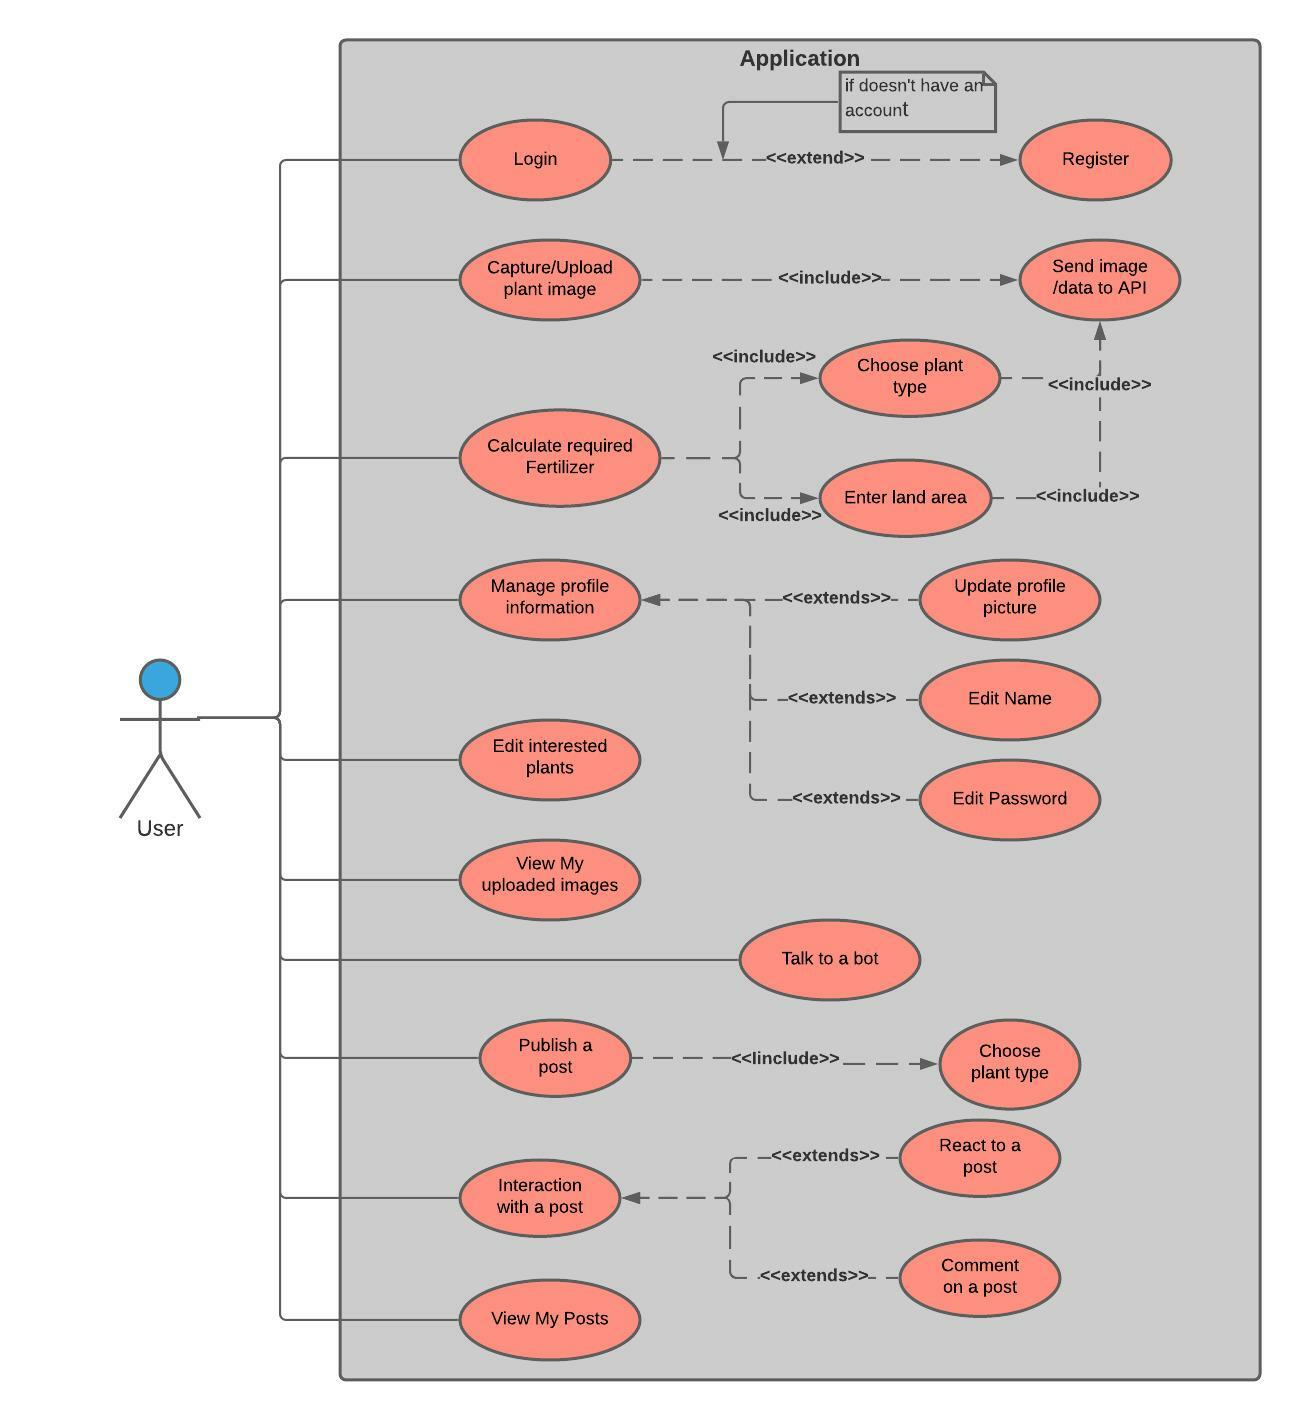 Application
if doesn't have an
account
Login
<<extend>>
Register
Capture/Upload
plant image
<<include>>
Send image
/data to API
<<include>>
Choose plant
type
<<include>>
Calculate required
Fertilizer
Enter land area
<<include>>
<<include>>
Manage profile
information
<<extends>>
Update profile
picture
<<extends>>
Edit Name
Edit interested
plants
<<extends>>
Edit Password
User
View My
uploaded images
Talk to a bot
Publish a
post
<<Iinclude>>
Choose
plant type
<<extends>>
React to a
post
Interaction
with a post
<<extends>>
Comment
on a post
View My Posts